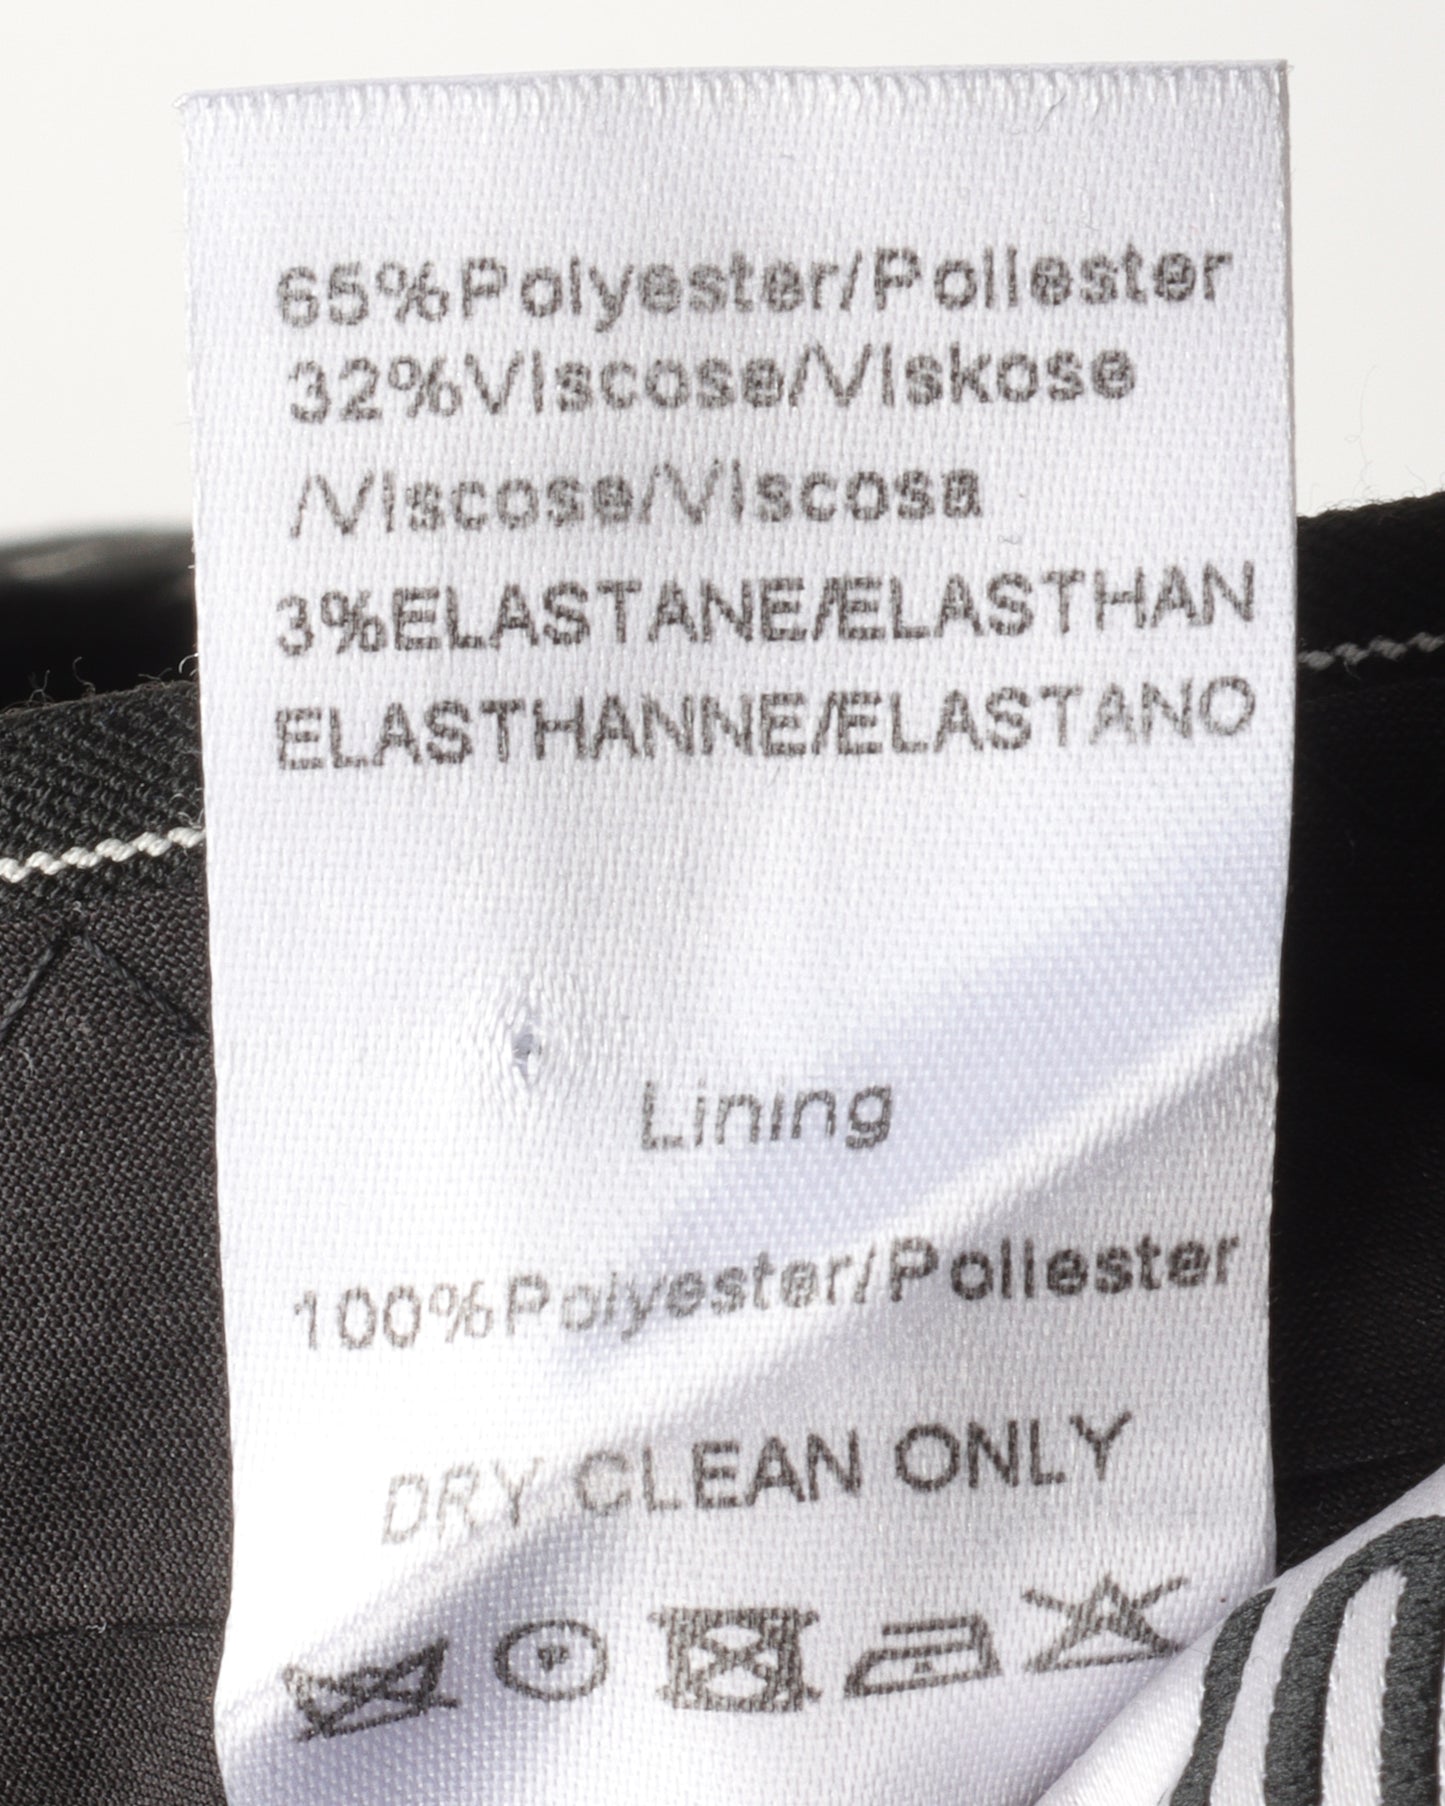 65%Polyester/Poliester
32%Viscose/Viskose
/Viscose/Viscosa
3%ELASTANE/ELASTHAN
ELASTHANNE/ELASTANO
Lining
100%Polyester/Poliester
DRY CLEAN ONLY